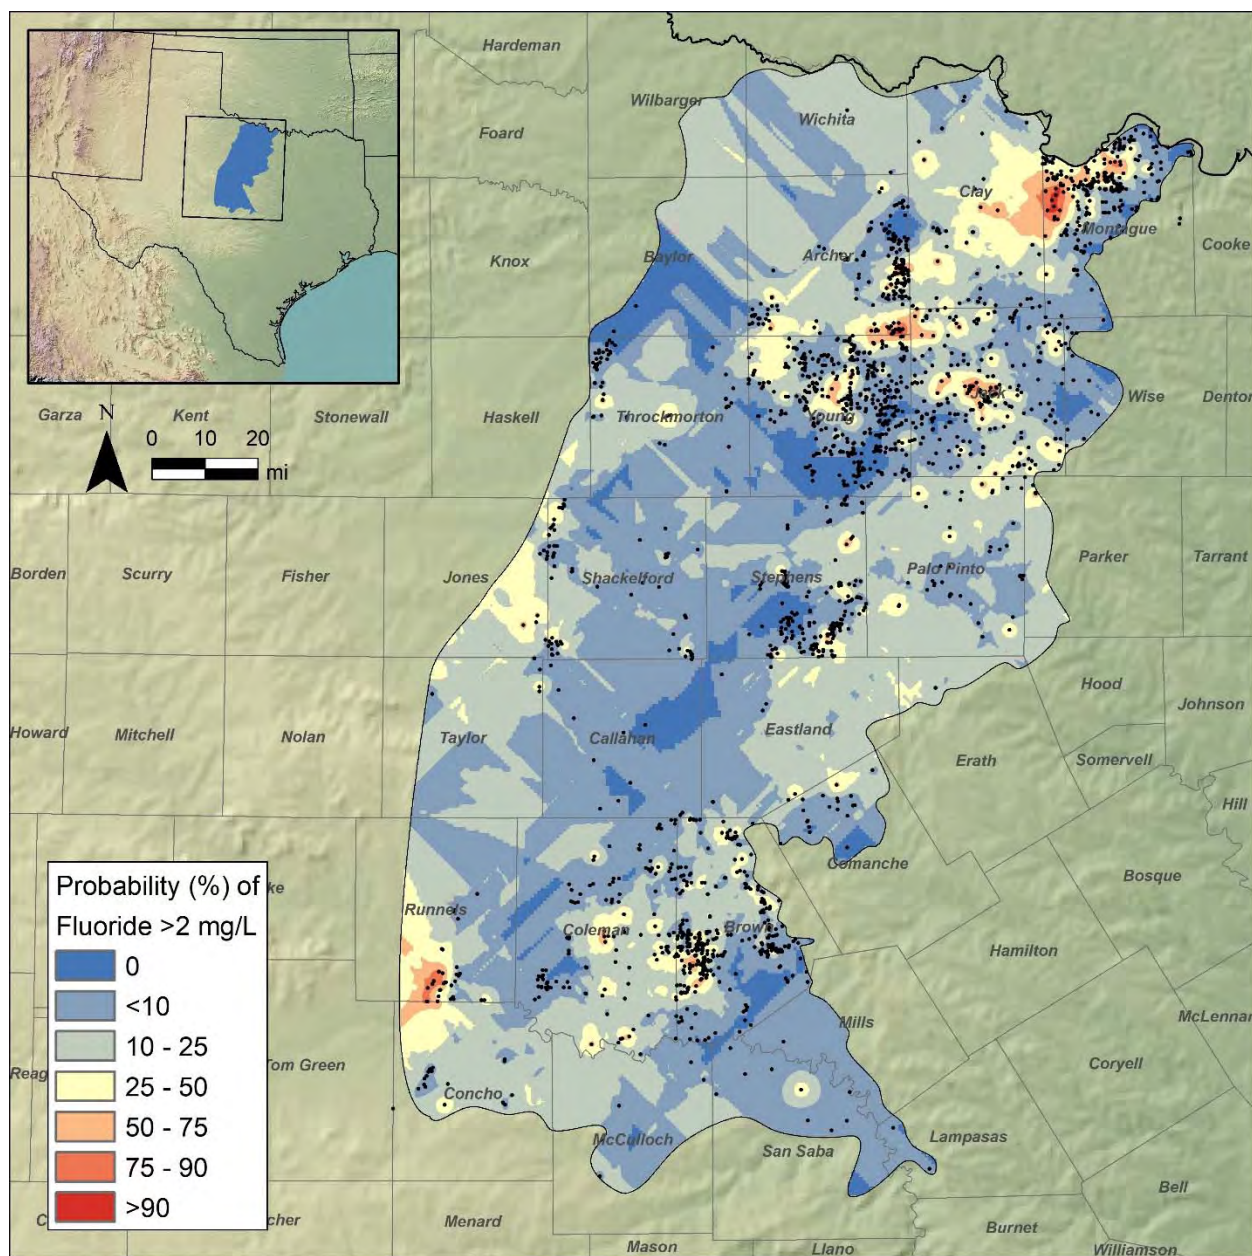 Hardeman
Wilbarger
Wichita
Foard
Clay
Montague
Cooke
Knox
Baylor
Archer
Garza
Kent
Stonewall
Haskell
Throckmorton
Young
Jack
Wise
Denton
N
0 20
10
mi
Borden
Scurry
Fisher
Jones
Shackelford
Stephens
Palo Pinto
Parker
Tarrant
Howard
Mitchell
Nolan
Taylor
Callahan
Eastland
Hood
Johnson
Erath
Somervell
Hill
Comanche
Bosque
Runnels
Coleman
Brown
Hamilton
Mills
McLennan
Coryell
Tom Green
Concho
McCulloch
San Saba
Lampasas
Bell
Menard
Mason
Llano
Burnet
Williamson
Probability (%) of
Fluoride >2 mg/L
0
<10
10 - 25
25 - 50
50 - 75
75 - 90
>90